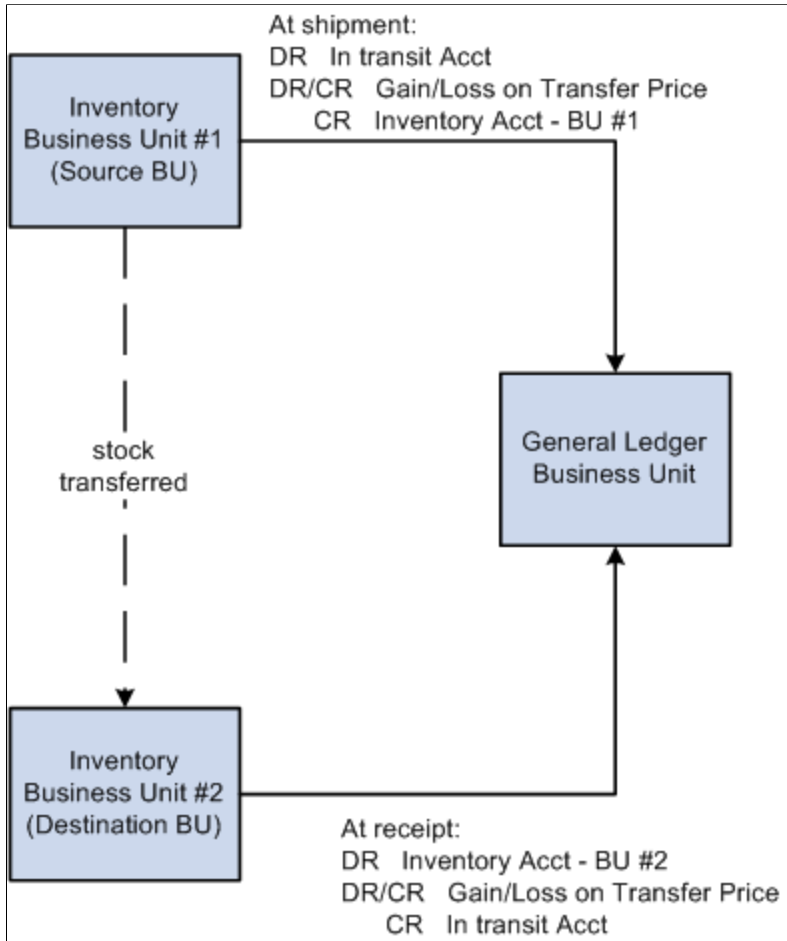 At shipment:
DR In transit Acct
DR/CR Gain/Loss on Transfer Price
CR Inventory Acct - BU #1
Inventory
Business Unit #1
(Source BU)
stock
transferred
General Ledger
Business Unit
Inventory
Business Unit #2
(Destination BU)
At receipt:
DR Inventory Acct - BU #2
DR/CR Gain/Loss on Transfer Price
CR In transit Acct